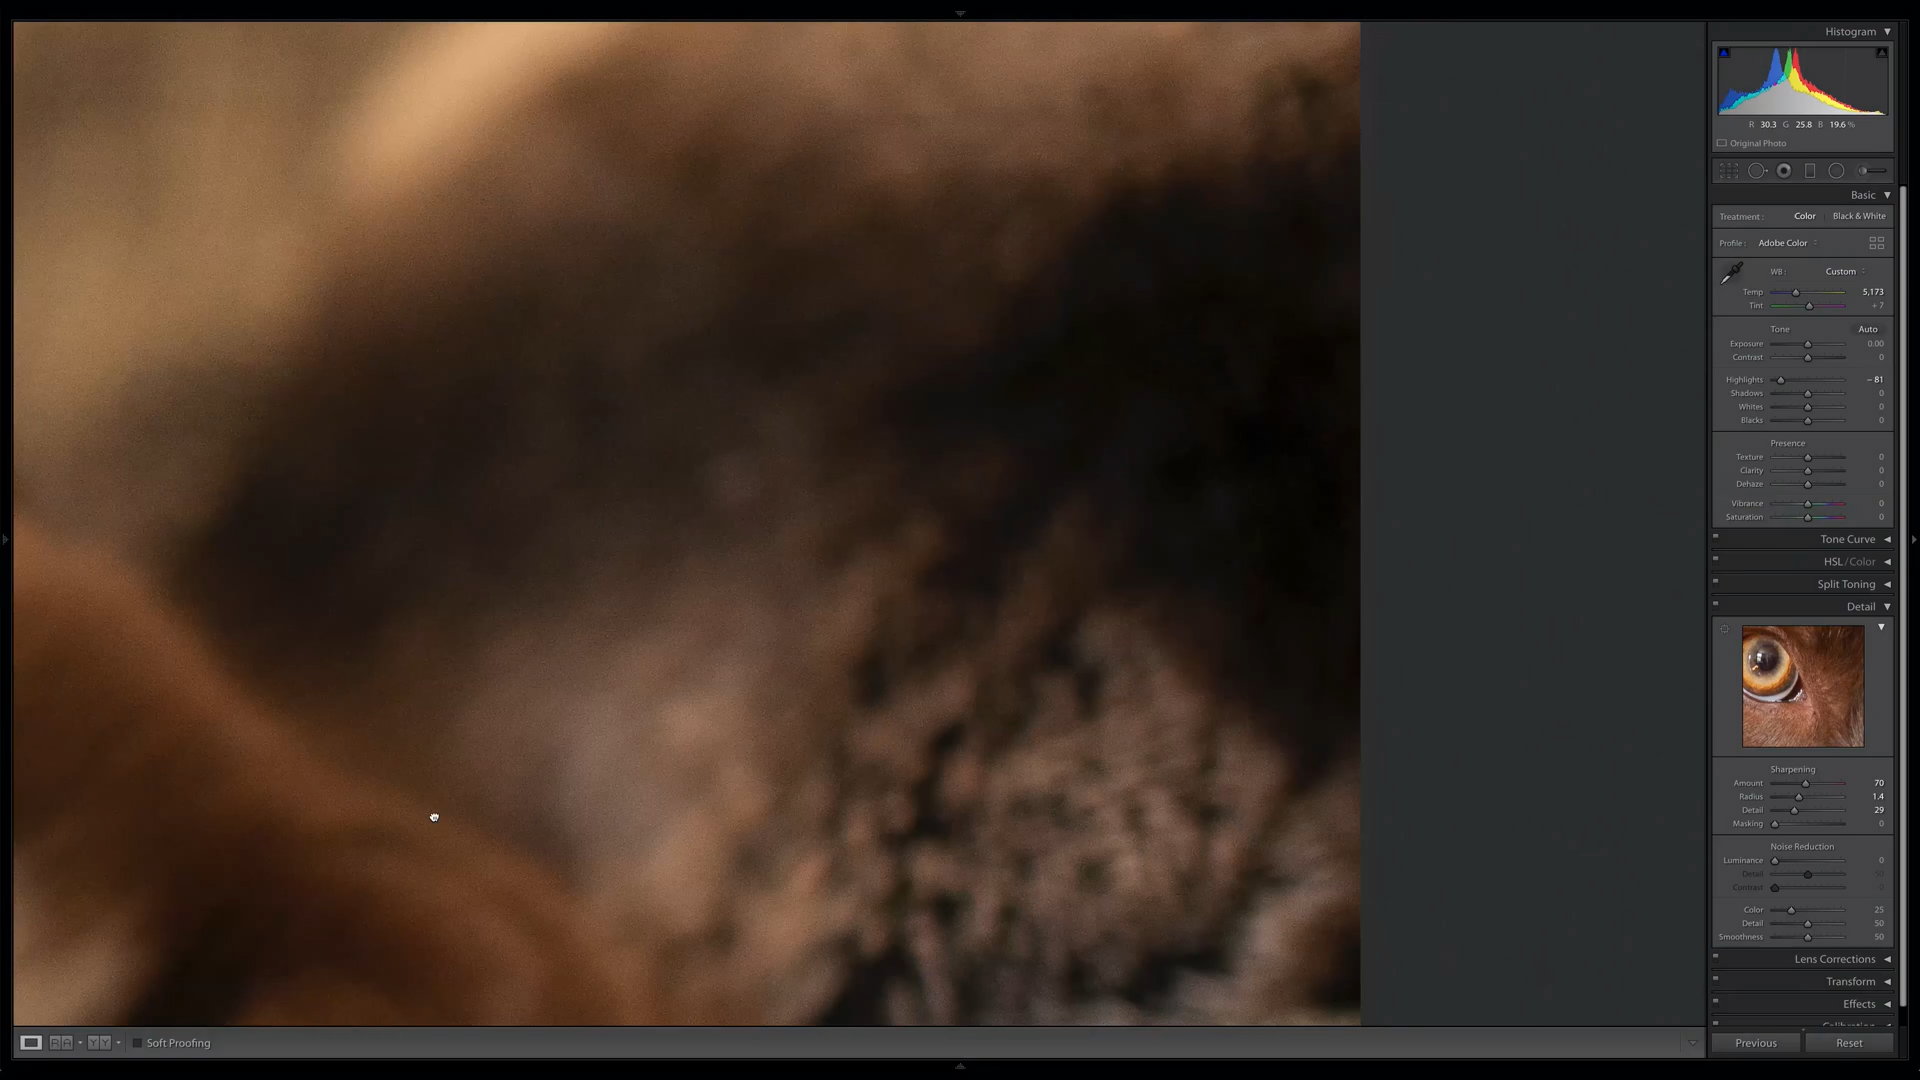 Histogram
R 30.3 G 25.8 B 19.6 %
Original Photo
Basic
Treatment : Color Black & White
Profile : Adobe Color
WB : Custom
Temp 5,173
Tint + 7
Tone Auto
Exposure 0.00
Contrast 0
Highlights − 81
Shadows 0
Whites 0
Blacks 0
Presence
Texture 0
Clarity 0
Dehaze 0
Vibrance 0
Saturation 0
Tone Curve
HSL / Color
Split Toning
Detail
Sharpening
Amount 70
Radius 1.4
Detail 29
Masking 0
Noise Reduction
Luminance 0
Detail
Contrast
Color 25
Detail 50
Smoothness 50
Lens Corrections
Transform
Effects
R A Y Y Soft Proofing
Previous Reset